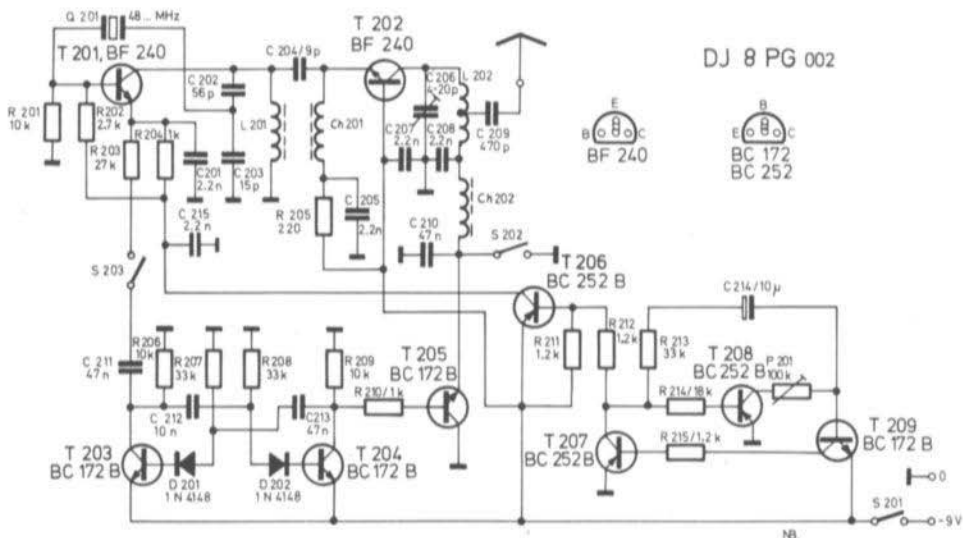 Q 201
48... MHz
T 201, BF 240
C 204/9p
T 202
BF 240
DJ 8 PG 002
R 201
10 k
R 202
2.7 k
R 203
27 k
R 204
1k
C 201
2.2 n
C 202
56 p
C 203
15 p
L 201
Ch 201
R 205
220
C 205
2.2 n
C 206
4-20 p
C 207
2.2 n
C 208
2.2 n
L 202
C 209
470 p
Ch 202
C 210
47 n
S 202
E
B
C
BF 240
B
E
C
BC 172
BC 252
C 215
2.2 n
S 203
C 211
47 n
R 206
10 k
R 207
33 k
C 212
10 n
R 208
33 k
C 213
47 n
R 209
10 k
R 210/1 k
T 205
BC 172 B
T 206
BC 252 B
R 211
1.2 k
R 212
1.2 k
R 213
33 k
C 214/10 µ
T 208
BC 252 B
P 201
100 k
R 214/18 k
R 215/1.2 k
T 207
BC 252 B
T 209
BC 172 B
T 203
BC 172 B
D 201
1 N 4148
D 202
1 N 4148
T 204
BC 172 B
S 201
0
-9V
NB.